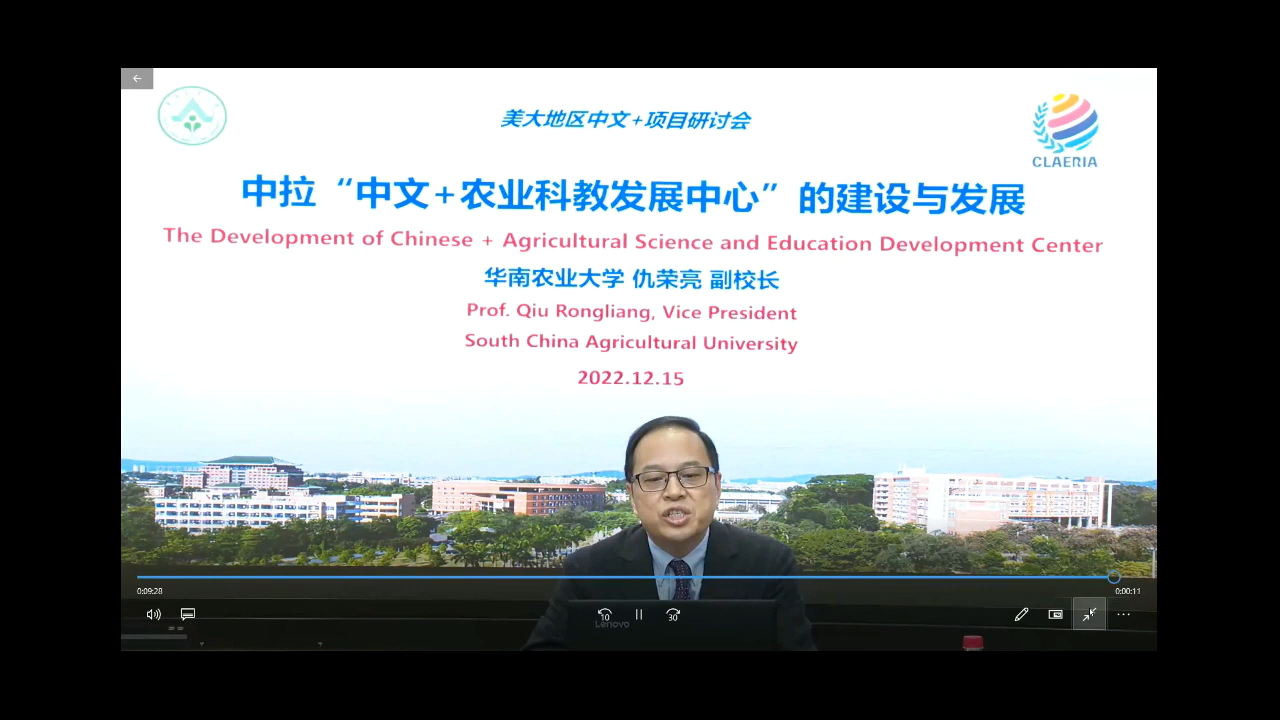 美大地区中文+项目研讨会
CLAERIA
中拉“中文+农业科教发展中心”的建设与发展
The Development of Chinese + Agricultural Science and Education Development Center
华南农业大学 仇荣亮 副校长
Prof. Qiu Rongliang, Vice President
South China Agricultural University
2022.12.15
0:09:28
0:00:11
10
30
Lenovo